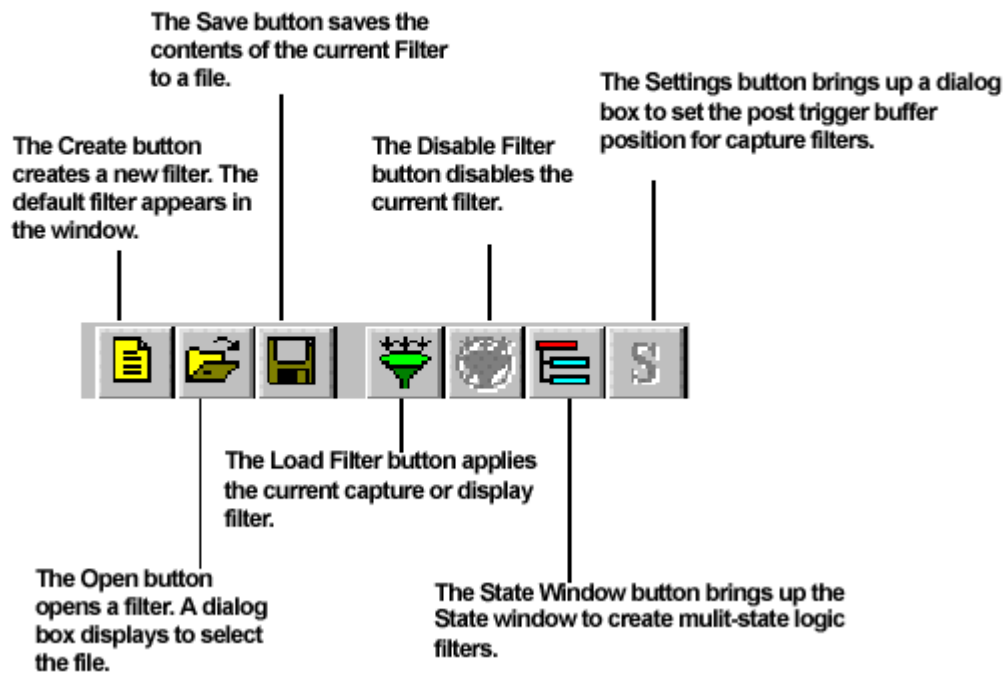 The Save button saves the
contents of the current Filter
to a file.
The Settings button brings up a dialog
box to set the post trigger buffer
position for capture filters.
The Create button
creates a new filter. The
default filter appears in
the window.
The Disable Filter
button disables the
current filter.
S
The Load Filter button applies
the current capture or display
filter.
The Open button
opens a filter. A dialog
box displays to select
the file.
The State Window button brings up the
State window to create mulit-state logic
filters.